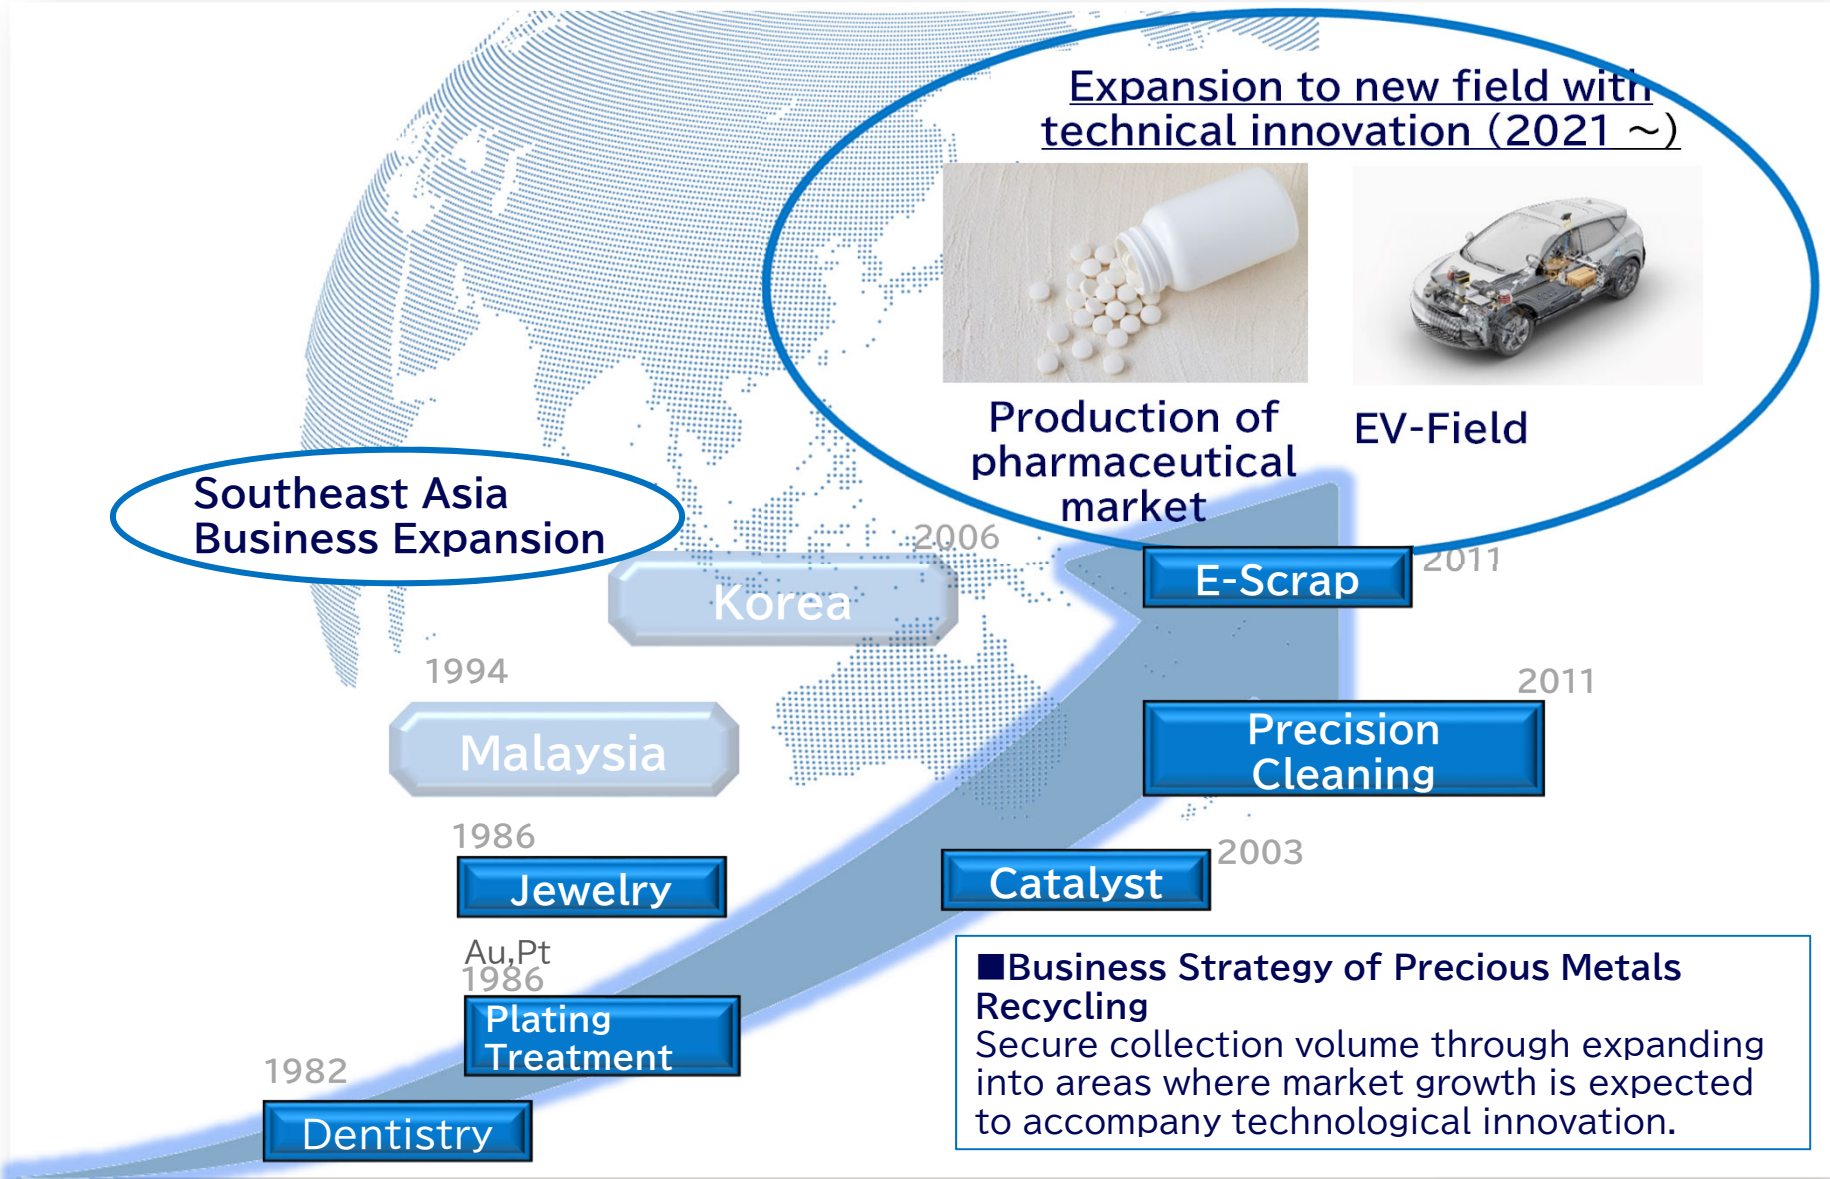 Expansion to new field with
technical innovation (2021 ～)
Production of
pharmaceutical
market
EV-Field
Southeast Asia
Business Expansion
2006
Korea
E-Scrap
2011
1994
Malaysia
2011
Precision
Cleaning
1986
Jewelry
2003
Catalyst
Au,Pt
1986
Plating
Treatment
1982
Dentistry
■Business Strategy of Precious Metals
Recycling
Secure collection volume through expanding
into areas where market growth is expected
to accompany technological innovation.